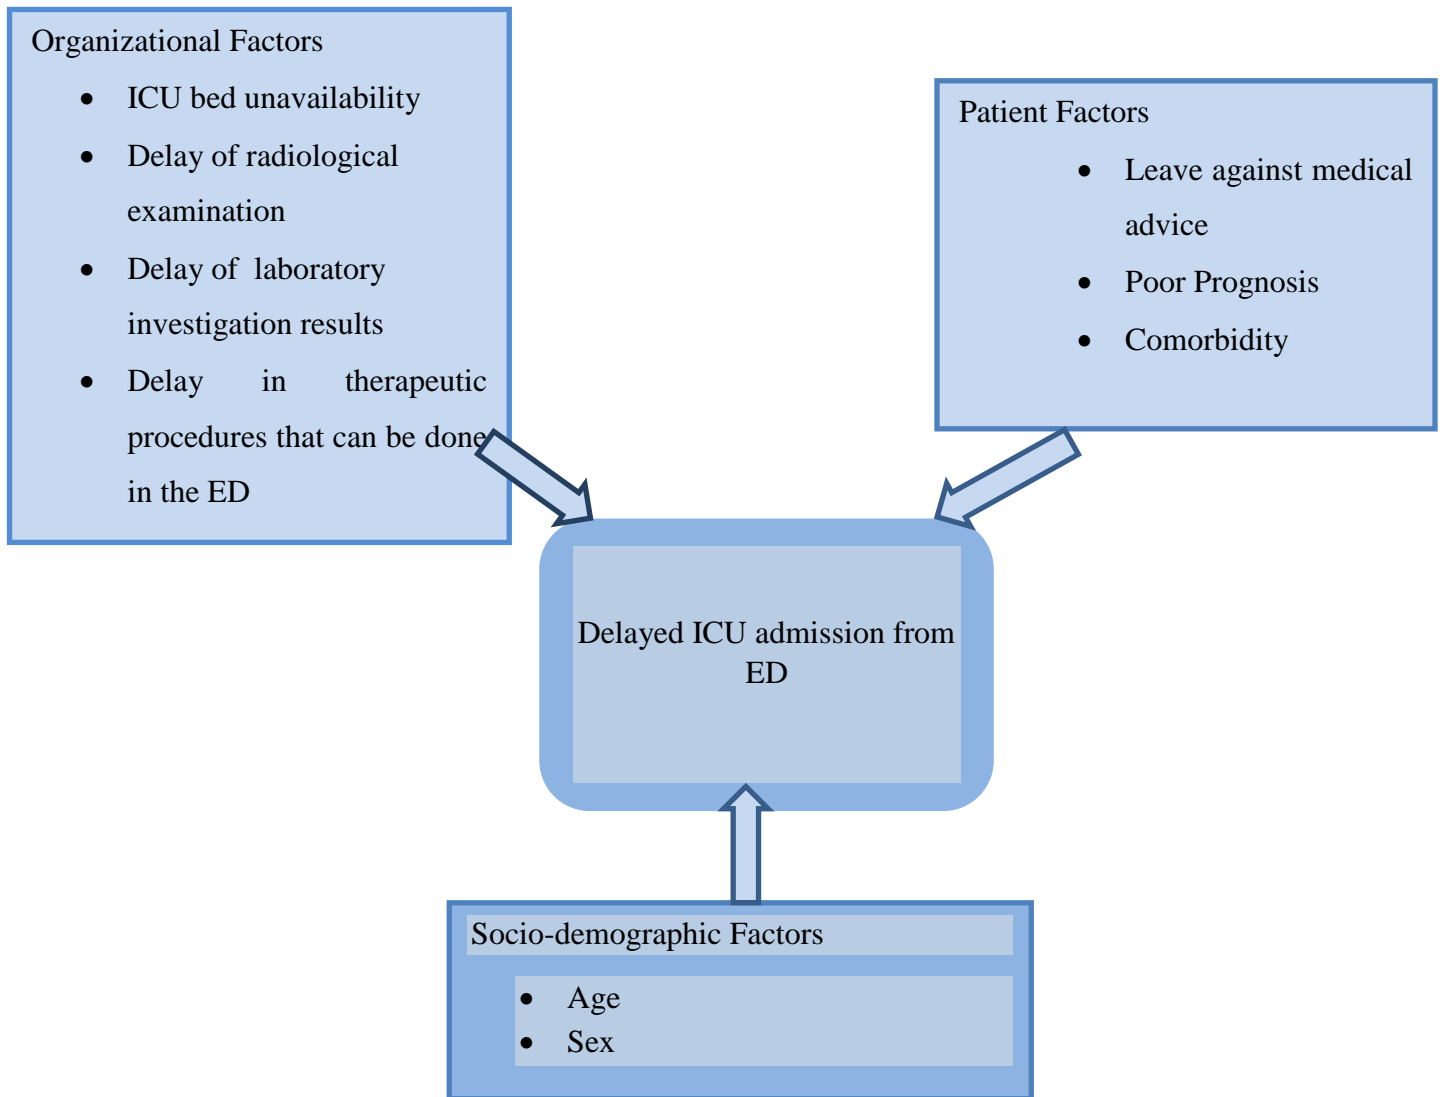 Organizational Factors
• ICU bed unavailability
• Delay of radiological
examination
• Delay of laboratory
investigation results
• Delay in therapeutic
procedures that can be done
in the ED
Patient Factors
• Leave against medical
advice
• Poor Prognosis
• Comorbidity
Delayed ICU admission from
ED
Socio-demographic Factors
• Age
• Sex